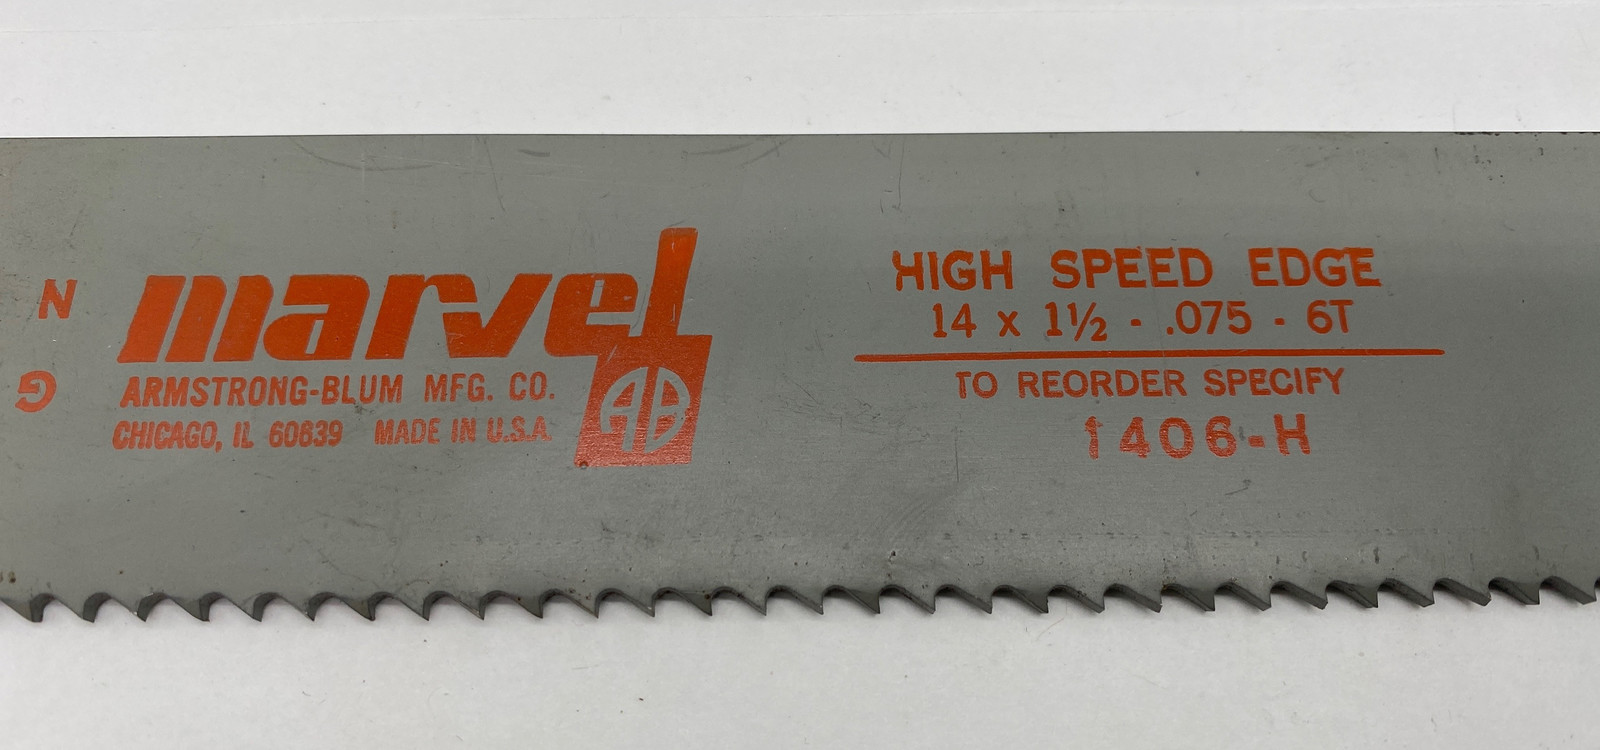 N
G
marvel
ARMSTRONG-BLUM MFG. CO.
CHICAGO, IL 60639 MADE IN U.S.A.
AB
HIGH SPEED EDGE
14 x 1½ - .075 - 6T
TO REORDER SPECIFY
1406-H